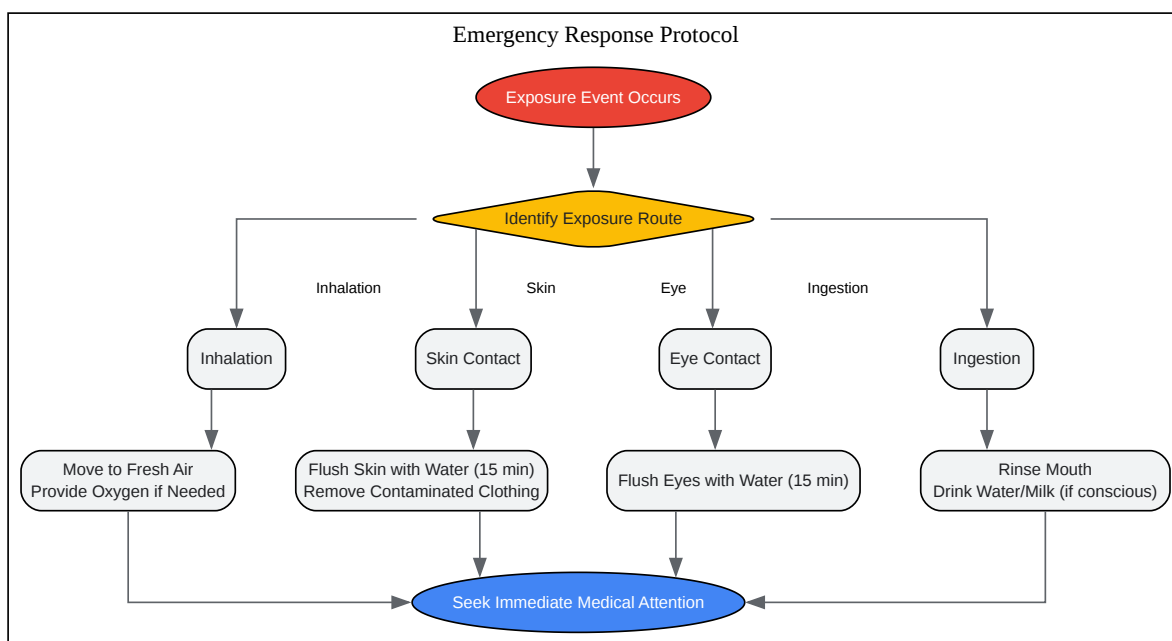 Emergency Response Protocol
Exposure Event Occurs
Identify Exposure Route
Inhalation
Skin
Eye
Ingestion
Inhalation
Skin Contact
Eye Contact
Ingestion
Move to Fresh Air
Provide Oxygen if Needed
Flush Skin with Water (15 min)
Remove Contaminated Clothing
Flush Eyes with Water (15 min)
Rinse Mouth
Drink Water/Milk (if conscious)
Seek Immediate Medical Attention